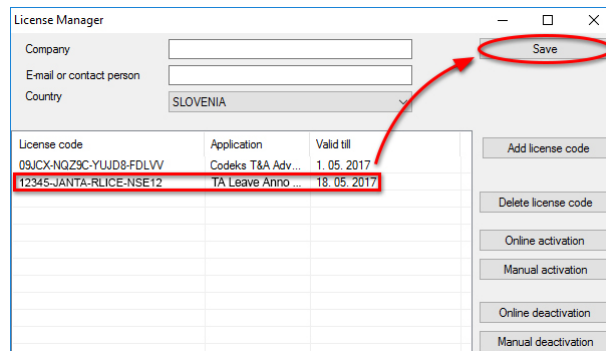 License Manager
Company
Save
E-mail or contact person
Country
SLOVENIA
License code Application Valid till
Add license code
09JCX-NQZ9C-YUJD8-FDLVV Codeks T&A Adv... 1. 05. 2017
12345-JANTA-RLICE-NSE12 TA Leave Anno ... 18. 05. 2017
Delete license code
Online activation
Manual activation
Online deactivation
Manual deactivation